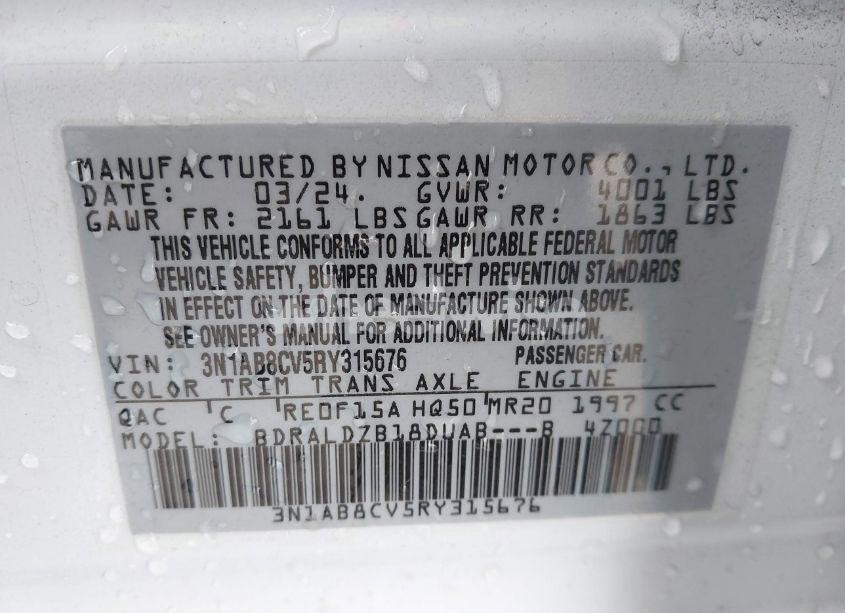 MANUFACTURED BY NISSAN MOTOR CO., LTD.
DATE: 03/24. GVWR: 4001 LBS
GAWR FR: 2161 LBS GAWR RR: 1863 LBS
THIS VEHICLE CONFORMS TO ALL APPLICABLE FEDERAL MOTOR
VEHICLE SAFETY, BUMPER AND THEFT PREVENTION STANDARDS
IN EFFECT ON THE DATE OF MANUFACTURE SHOWN ABOVE.
SEE OWNER'S MANUAL FOR ADDITIONAL INFORMATION.
VIN: 3N1AB8CV5RY315676 PASSENGER CAR.
COLOR TRIM TRANS AXLE ENGINE
QAC C RE0F15A HQ50 MR20 1997 CC
MODEL: BDRALDZB18DUAB---B 4Z000
3N1AB8CV5RY315676